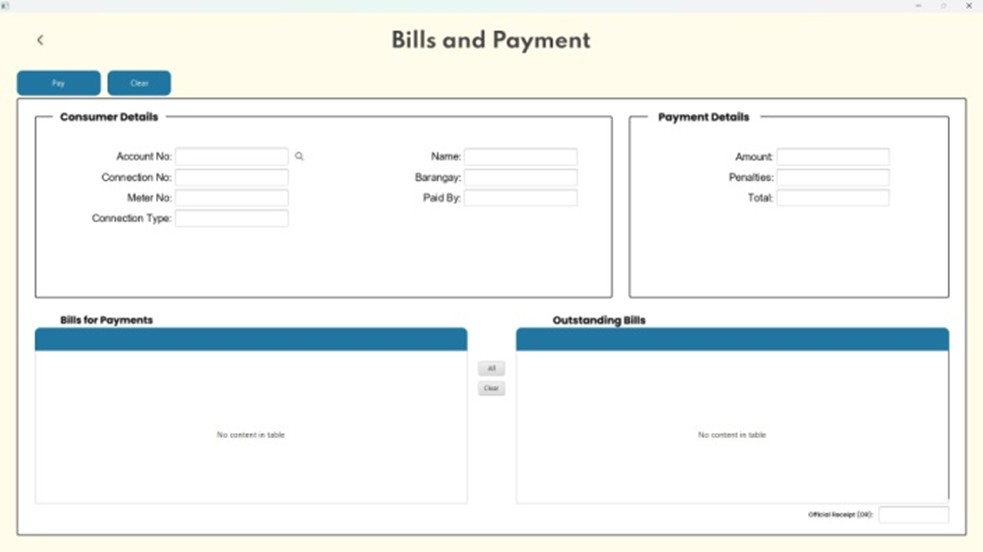 Bills and Payment
Pay
Clear
Consumer Details
Account No:
Connection No:
Meter No:
Connection Type:
Name:
Barangay:
Paid By:
Payment Details
Amount:
Penalties:
Total:
Bills for Payments
No content in table
All
Clear
Outstanding Bills
No content in table
Official Receipt (OR):